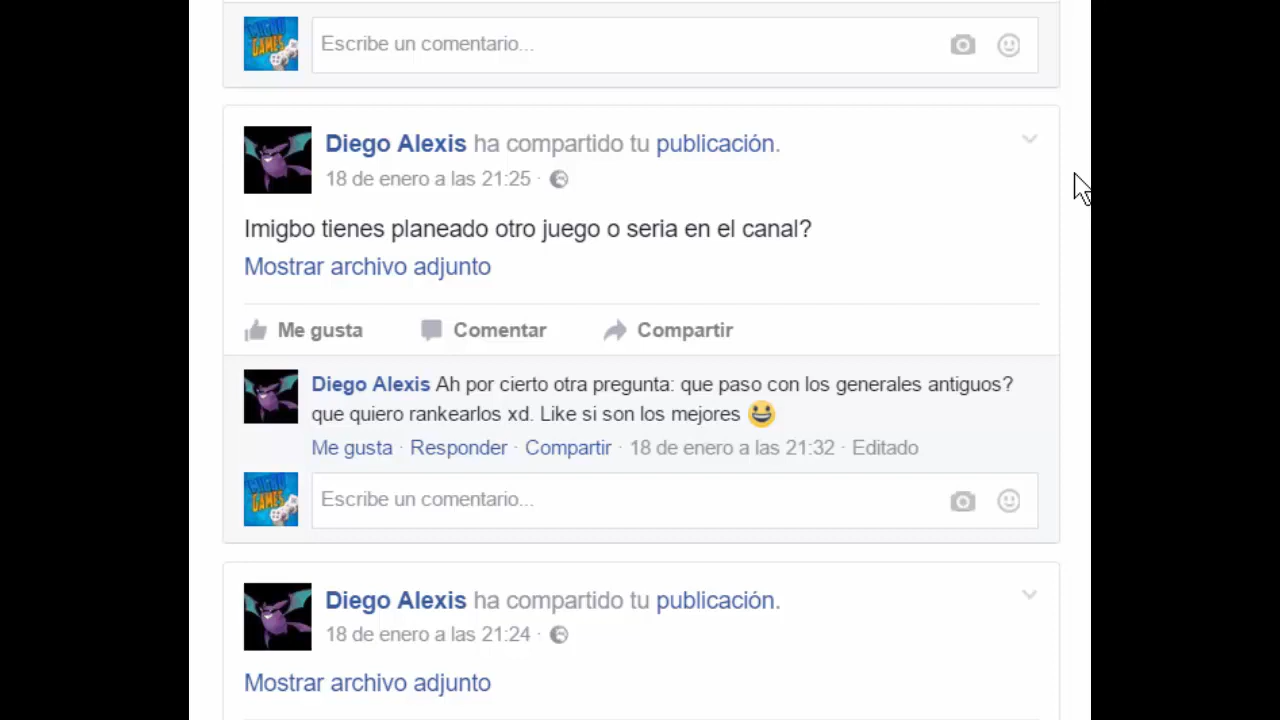 Escribe un comentario...
Diego Alexis ha compartido tu publicación.
18 de enero a las 21:25 ·
Imigbo tienes planeado otro juego o seria en el canal?
Mostrar archivo adjunto
Me gusta Comentar Compartir
Diego Alexis Ah por cierto otra pregunta: que paso con los generales antiguos?
que quiero rankearlos xd. Like si son los mejores 😀
Me gusta · Responder · Compartir · 18 de enero a las 21:32 · Editado
GAMES
Escribe un comentario...
Diego Alexis ha compartido tu publicación.
18 de enero a las 21:24 ·
Mostrar archivo adjunto